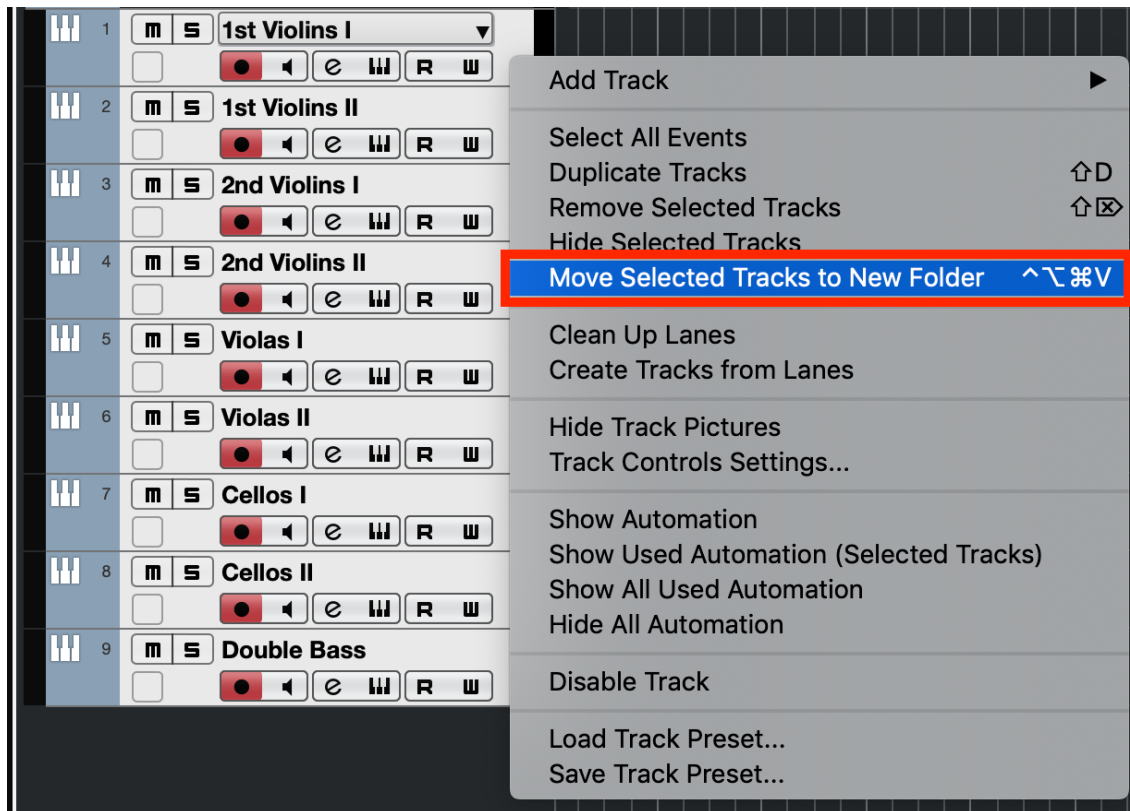 1 m S 1st Violins I ▼
e R W
2 m S 1st Violins II
e R W
3 m S 2nd Violins I
e R W
4 m S 2nd Violins II
e R W
5 m S Violas I
e R W
6 m S Violas II
e R W
7 m S Cellos I
e R W
8 m S Cellos II
e R W
9 m S Double Bass
e R W
Add Track ▶
Select All Events
Duplicate Tracks ⇧D
Remove Selected Tracks ⇧⌦
Hide Selected Tracks
Move Selected Tracks to New Folder ^⌥⌘V
Clean Up Lanes
Create Tracks from Lanes
Hide Track Pictures
Track Controls Settings...
Show Automation
Show Used Automation (Selected Tracks)
Show All Used Automation
Hide All Automation
Disable Track
Load Track Preset...
Save Track Preset...